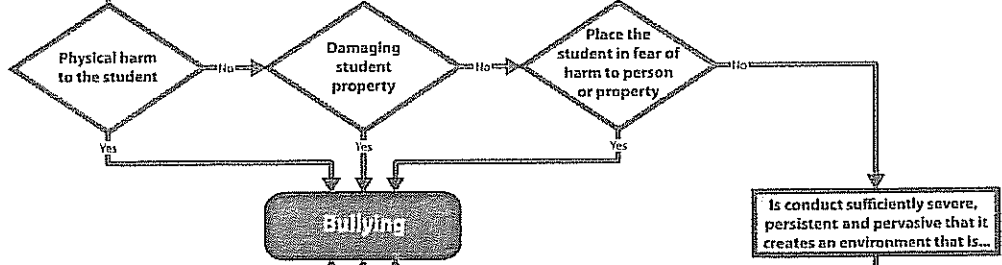 Physical harm
to the student
No
Damaging
student
property
No
Place the
student in fear of
harm to person
or property
No
Yes
Yes
Yes
Bullying
Is conduct sufficiently severe,
persistent and pervasive that it
creates an environment that is...